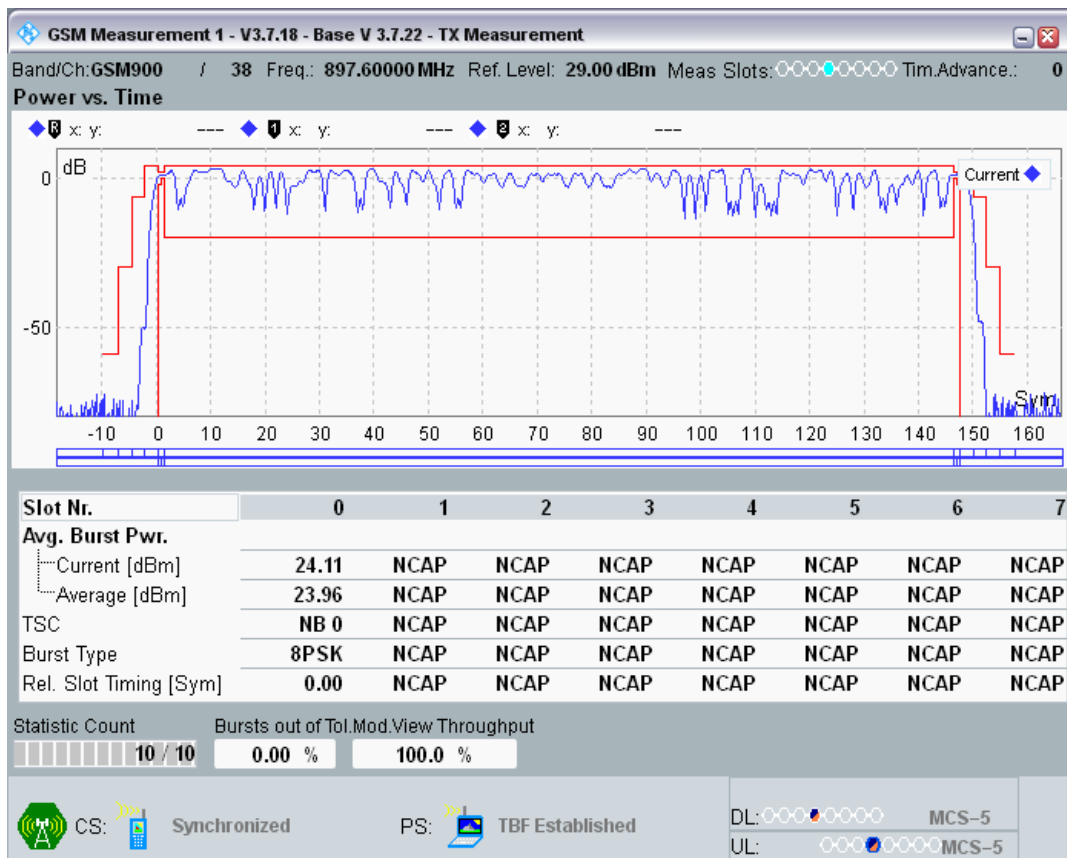 GSM Measurement 1 - V3.7.18 - Base V 3.7.22 - TX Measurement
Band/Ch:GSM900 / 38 Freq.: 897.60000 MHz Ref. Level: 29.00 dBm Meas Slots: Tim.Advance.: 0
Power vs. Time
R x: y: --- 1 x: y: --- 2 x: y: ---
dB
0
Current
-50
Sym
-10 0 10 20 30 40 50 60 70 80 90 100 110 120 130 140 150 160
Slot Nr. 0 1 2 3 4 5 6 7
Avg. Burst Pwr.
Current [dBm] 24.11 NCAP NCAP NCAP NCAP NCAP NCAP NCAP
Average [dBm] 23.96 NCAP NCAP NCAP NCAP NCAP NCAP NCAP
TSC NB 0 NCAP NCAP NCAP NCAP NCAP NCAP NCAP
Burst Type 8PSK NCAP NCAP NCAP NCAP NCAP NCAP NCAP
Rel. Slot Timing [Sym] 0.00 NCAP NCAP NCAP NCAP NCAP NCAP NCAP
Statistic Count Bursts out of Tol.Mod.View Throughput
10 / 10 0.00 % 100.0 %
CS: Synchronized PS: TBF Established
DL: MCS-5
UL: MCS-5